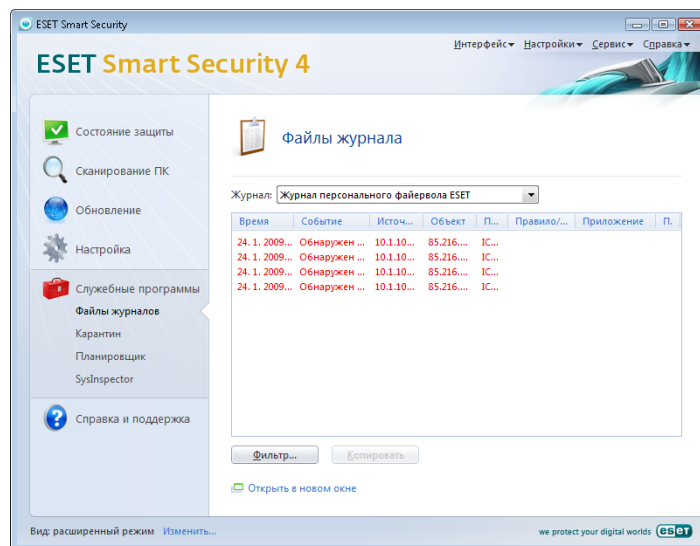 ESET Smart Security
Интерфейс Настройки Сервис Справка
ESET Smart Security 4
Состояние защиты
Сканирование ПК
Обновление
Настройка
Служебные программы
Файлы журналов
Карантин
Планировщик
SysInspector
Справка и поддержка
Файлы журнала
Журнал: Журнал персонального файервола ESET
Время Событие Источ... Объект П... Правило/... Приложение П.
24. 1. 2009... Обнаружен ... 10.1.10... 85.216.... IC...
24. 1. 2009... Обнаружен ... 10.1.10... 85.216.... IC...
24. 1. 2009... Обнаружен ... 10.1.10... 85.216.... IC...
24. 1. 2009... Обнаружен ... 10.1.10... 85.216.... IC...
Фильтр... Копировать
Открыть в новом окне
Вид: расширенный режим Изменить...
we protect your digital worlds eset